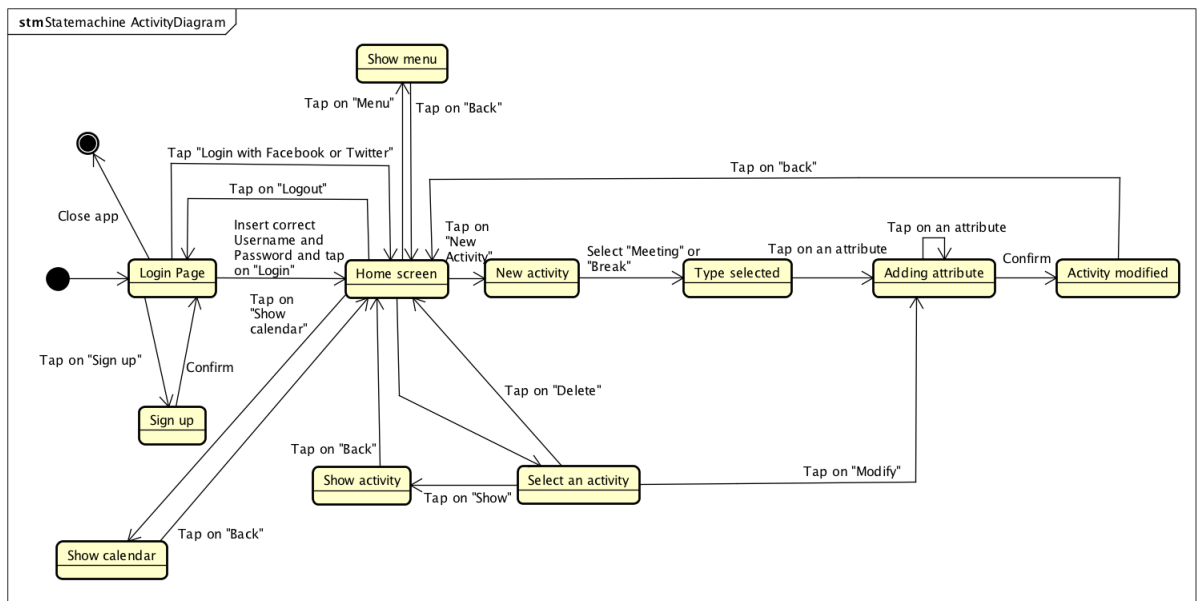 stm Statemachine ActivityDiagram
Show menu
Tap on "Menu"
Tap on "Back"
Tap "Login with Facebook or Twitter"
Tap on "back"
Tap on "Logout"
Close app
Insert correct
Username and
Password and tap
on "Login"
Tap on
"New
Activity"
Select "Meeting" or
"Break"
Tap on an attribute
Tap on an attribute
Confirm
Login Page
Home screen
New activity
Type selected
Adding attribute
Activity modified
Tap on
"Show
calendar"
Tap on "Sign up"
Confirm
Tap on "Delete"
Sign up
Tap on "Back"
Show activity
Tap on "Show"
Select an activity
Tap on "Modify"
Tap on "Back"
Show calendar